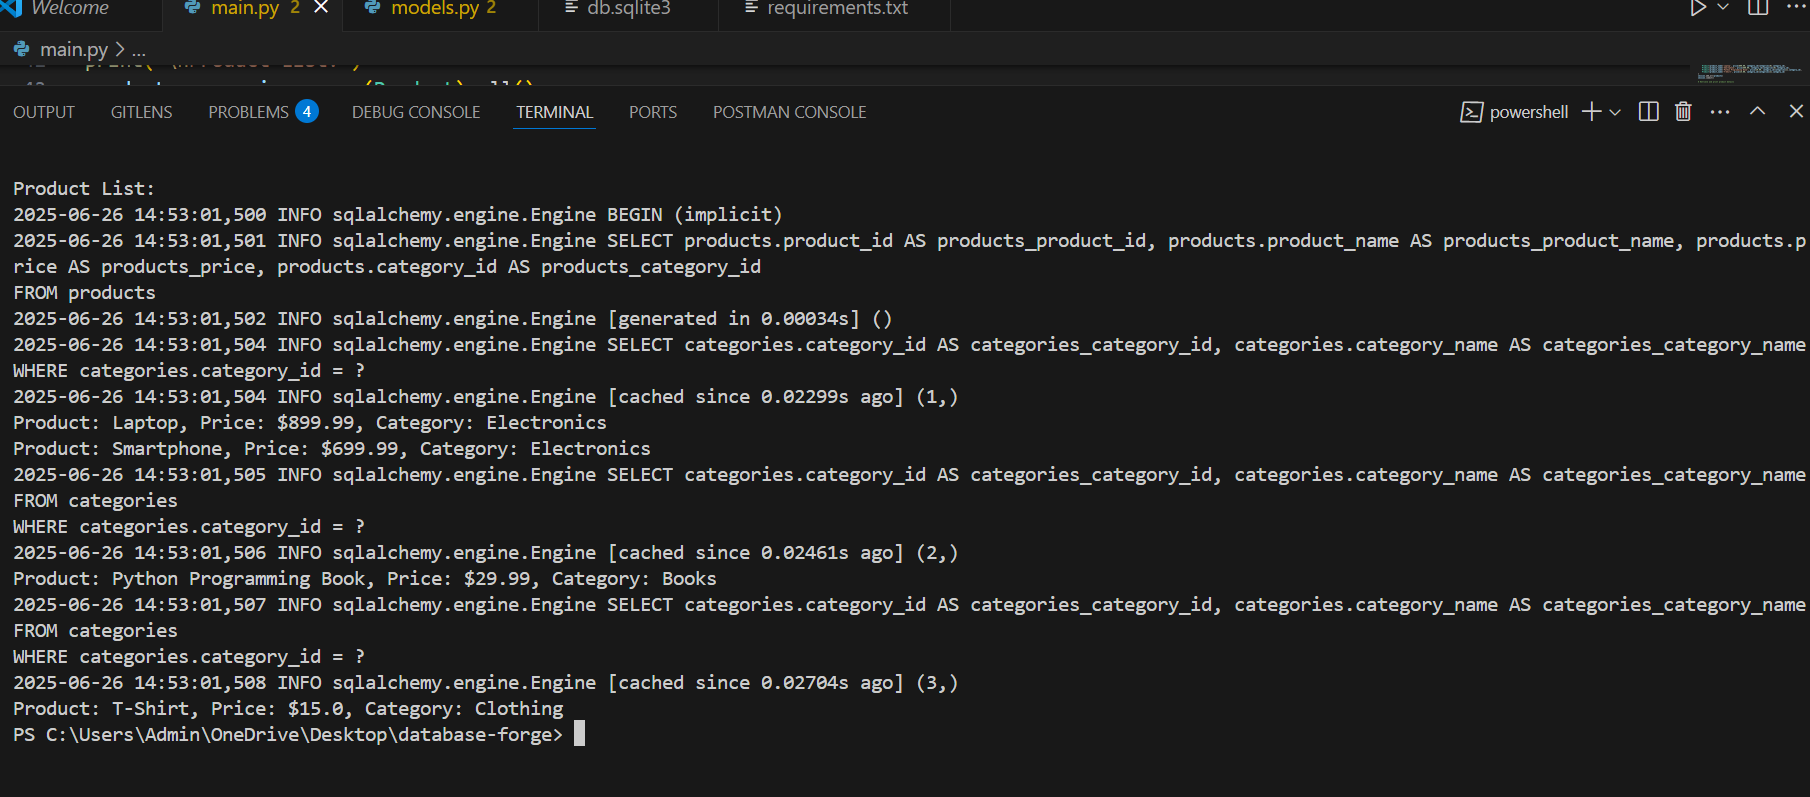 Welcome main.py 2 models.py 2 db.sqlite3 requirements.txt
main.py > ...
OUTPUT GITLENS PROBLEMS 4 DEBUG CONSOLE TERMINAL PORTS POSTMAN CONSOLE powershell
Product List:
2025-06-26 14:53:01,500 INFO sqlalchemy.engine.Engine BEGIN (implicit)
2025-06-26 14:53:01,501 INFO sqlalchemy.engine.Engine SELECT products.product_id AS products_product_id, products.product_name AS products_product_name, products.p
rice AS products_price, products.category_id AS products_category_id
FROM products
2025-06-26 14:53:01,502 INFO sqlalchemy.engine.Engine [generated in 0.00034s] ()
2025-06-26 14:53:01,504 INFO sqlalchemy.engine.Engine SELECT categories.category_id AS categories_category_id, categories.category_name AS categories_category_name
WHERE categories.category_id = ?
2025-06-26 14:53:01,504 INFO sqlalchemy.engine.Engine [cached since 0.02299s ago] (1,)
Product: Laptop, Price: $899.99, Category: Electronics
Product: Smartphone, Price: $699.99, Category: Electronics
2025-06-26 14:53:01,505 INFO sqlalchemy.engine.Engine SELECT categories.category_id AS categories_category_id, categories.category_name AS categories_category_name
FROM categories
WHERE categories.category_id = ?
2025-06-26 14:53:01,506 INFO sqlalchemy.engine.Engine [cached since 0.02461s ago] (2,)
Product: Python Programming Book, Price: $29.99, Category: Books
2025-06-26 14:53:01,507 INFO sqlalchemy.engine.Engine SELECT categories.category_id AS categories_category_id, categories.category_name AS categories_category_name
FROM categories
WHERE categories.category_id = ?
2025-06-26 14:53:01,508 INFO sqlalchemy.engine.Engine [cached since 0.02704s ago] (3,)
Product: T-Shirt, Price: $15.0, Category: Clothing
PS C:\Users\Admin\OneDrive\Desktop\database-forge>